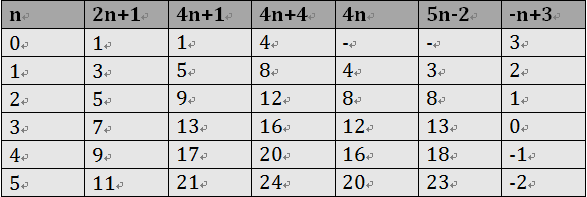 n 2n+1 4n+1 4n+4 4n 5n-2 -n+3
0 1 1 4 - - 3
1 3 5 8 4 3 2
2 5 9 12 8 8 1
3 7 13 16 12 13 0
4 9 17 20 16 18 -1
5 11 21 24 20 23 -2